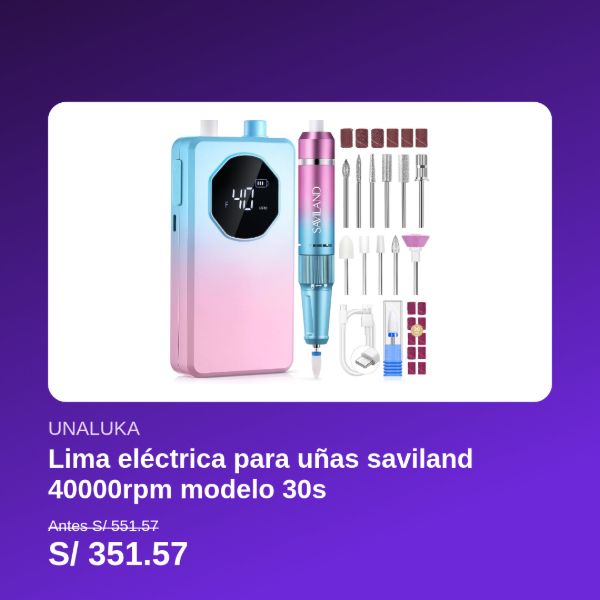 40
SAVILAND
UNALUKA
Lima eléctrica para uñas saviland
40000rpm modelo 30s
Antes S/ 551.57
S/ 351.57